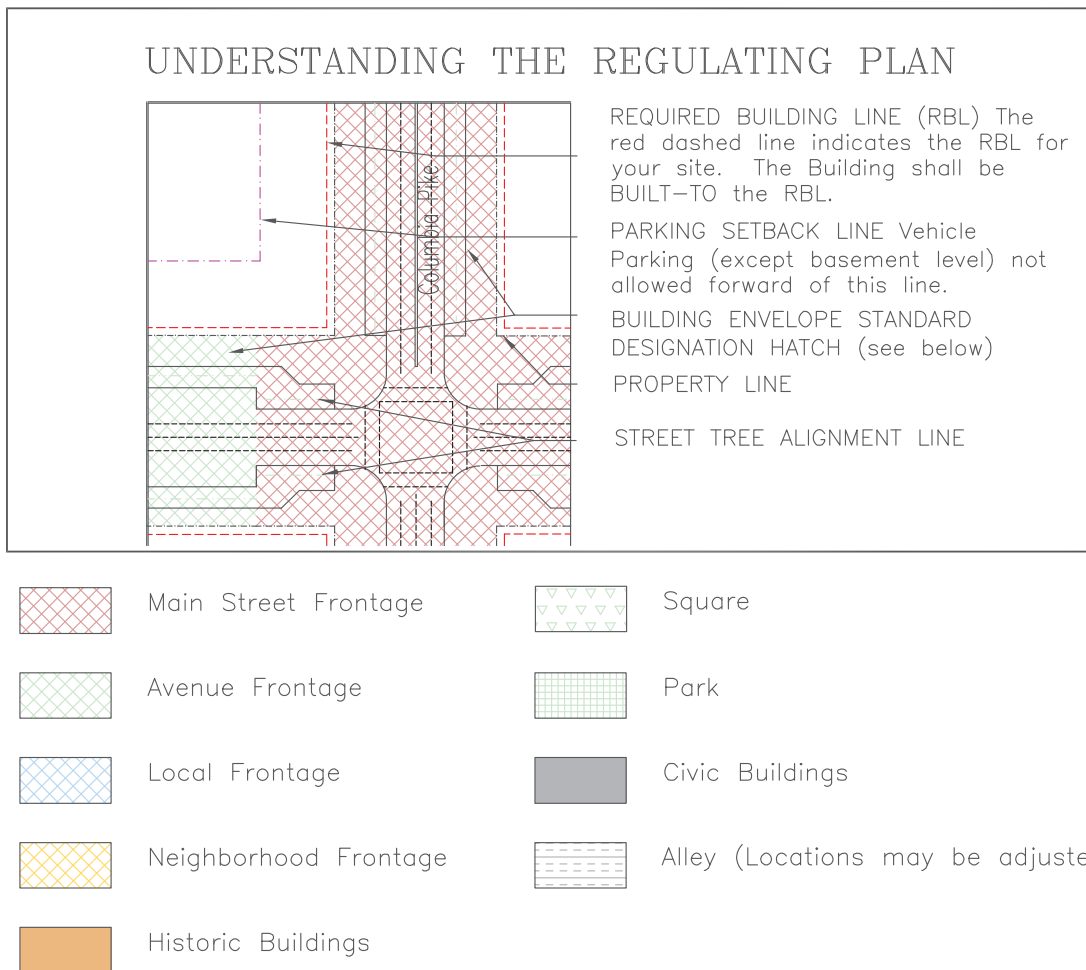 UNDERSTANDING THE REGULATING PLAN
Columbia Pike
REQUIRED BUILDING LINE (RBL) The
red dashed line indicates the RBL for
your site. The Building shall be
BUILT-TO the RBL.
PARKING SETBACK LINE Vehicle
Parking (except basement level) not
allowed forward of this line.
BUILDING ENVELOPE STANDARD
DESIGNATION HATCH (see below)
PROPERTY LINE
STREET TREE ALIGNMENT LINE
Main Street Frontage
Avenue Frontage
Local Frontage
Neighborhood Frontage
Historic Buildings
Square
Park
Civic Buildings
Alley (Locations may be adjuste